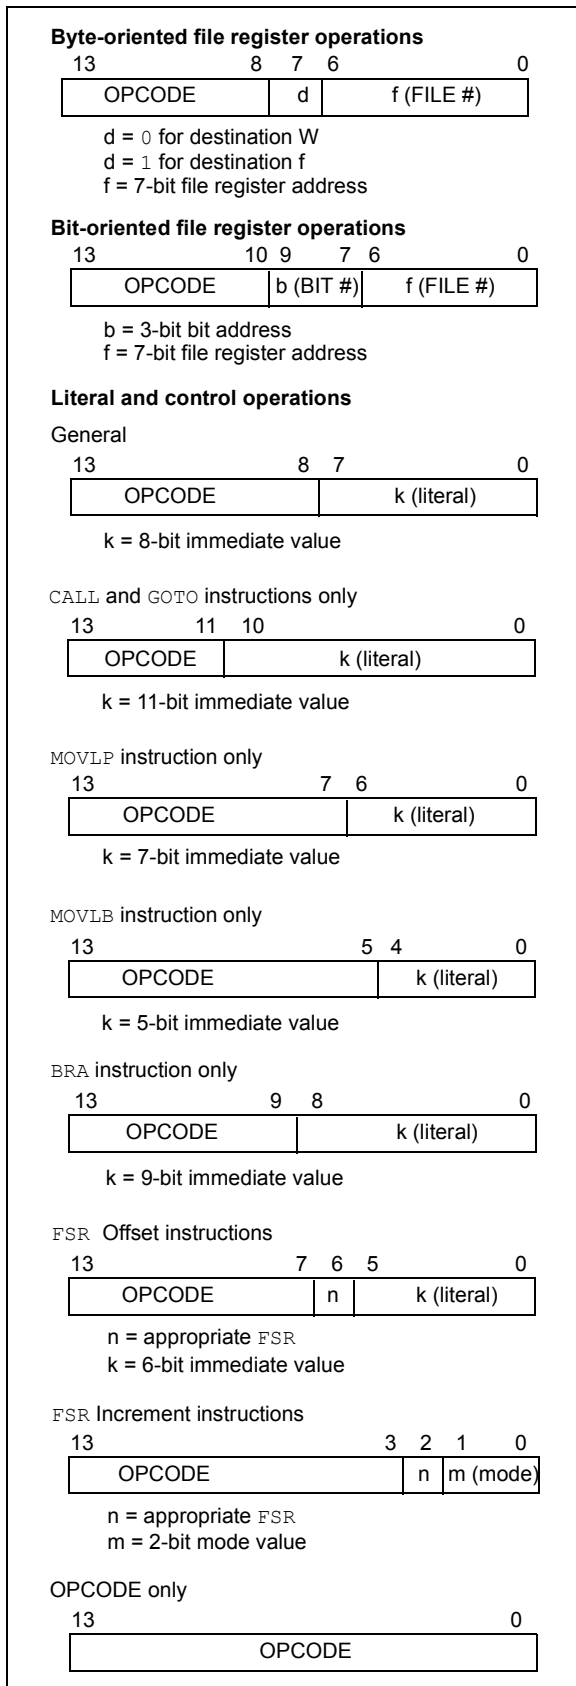 Byte-oriented file register operations
13 8 7 6 0
OPCODE d f (FILE #)
d = 0 for destination W
d = 1 for destination f
f = 7-bit file register address
Bit-oriented file register operations
13 10 9 7 6 0
OPCODE b (BIT #) f (FILE #)
b = 3-bit bit address
f = 7-bit file register address
Literal and control operations
General
13 8 7 0
OPCODE k (literal)
k = 8-bit immediate value
CALL and GOTO instructions only
13 11 10 0
OPCODE k (literal)
k = 11-bit immediate value
MOVLP instruction only
13 7 6 0
OPCODE k (literal)
k = 7-bit immediate value
MOVLB instruction only
13 5 4 0
OPCODE k (literal)
k = 5-bit immediate value
BRA instruction only
13 9 8 0
OPCODE k (literal)
k = 9-bit immediate value
FSR Offset instructions
13 7 6 5 0
OPCODE n k (literal)
n = appropriate FSR
k = 6-bit immediate value
FSR Increment instructions
13 3 2 1 0
OPCODE n m (mode)
n = appropriate FSR
m = 2-bit mode value
OPCODE only
13 0
OPCODE